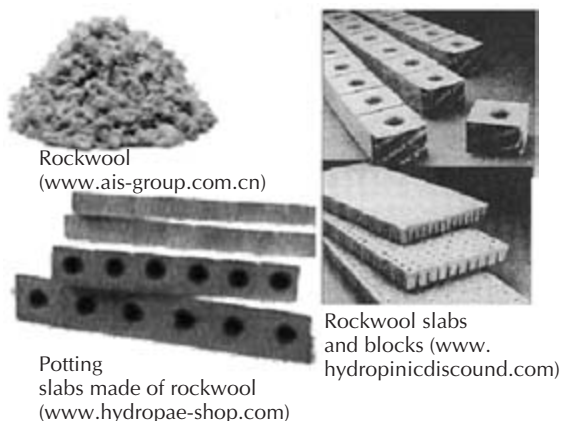 Rockwool
(www.ais-group.com.cn)
Rockwool slabs
and blocks (www.
hydropinicdiscound.com)
Potting
slabs made of rockwool
(www.hydropae-shop.com)